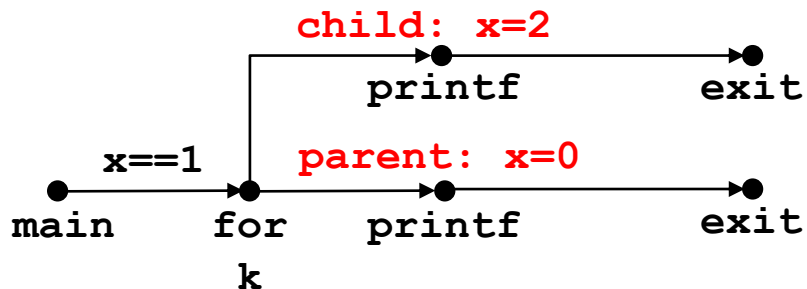 child: x=2
printf exit
x==1 parent: x=0
main for printf exit
k